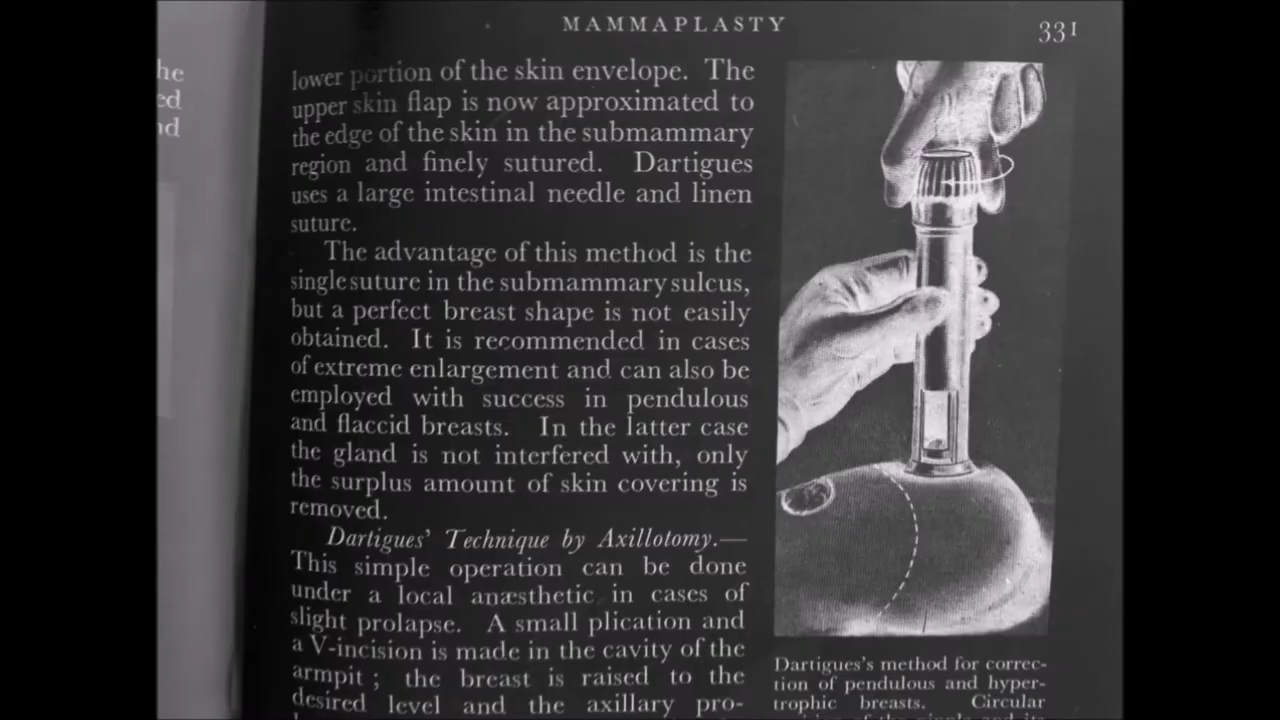 he
ed
nd
MAMMAPLASTY
331
lower portion of the skin envelope. The
upper skin flap is now approximated to
the edge of the skin in the submammary
region and finely sutured. Dartigues
uses a large intestinal needle and linen
suture.
The advantage of this method is the
single suture in the submammary sulcus,
but a perfect breast shape is not easily
obtained. It is recommended in cases
of extreme enlargement and can also be
employed with success in pendulous
and flaccid breasts. In the latter case
the gland is not interfered with, only
the surplus amount of skin covering is
removed.
Dartigues' Technique by Axillotomy.—
This simple operation can be done
under a local anæsthetic in cases of
slight prolapse. A small plication and
a V-incision is made in the cavity of the
armpit ; the breast is raised to the
desired level and the axillary pro-
Dartigues's method for correc-
tion of pendulous and hyper-
trophic breasts. Circular